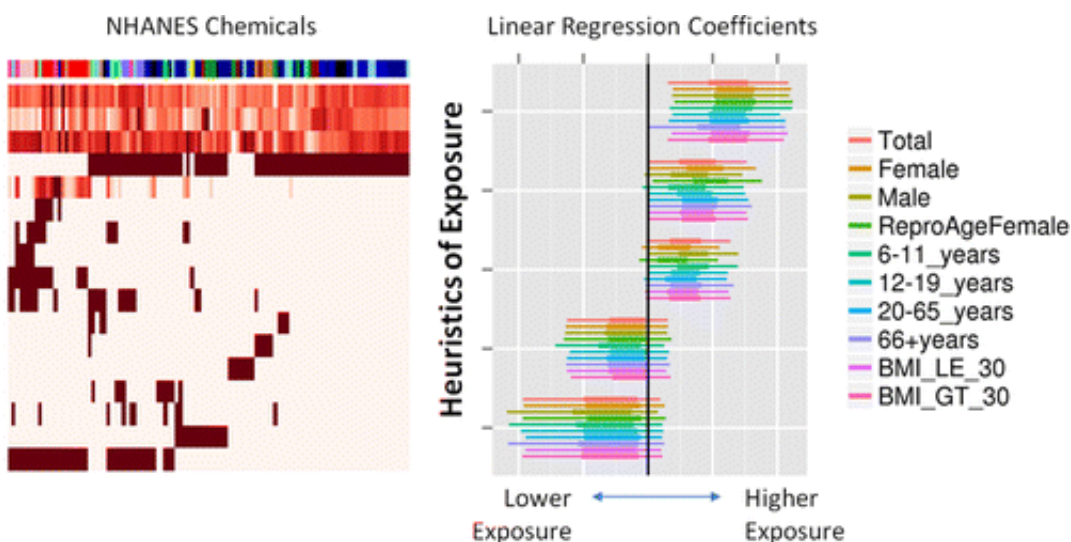 NHANES Chemicals
Linear Regression Coefficients
Heuristics of Exposure
Total
Female
Male
ReproAgeFemale
6-11_years
12-19_years
20-65_years
66+years
BMI_LE_30
BMI_GT_30
Lower
Exposure
Higher
Exposure